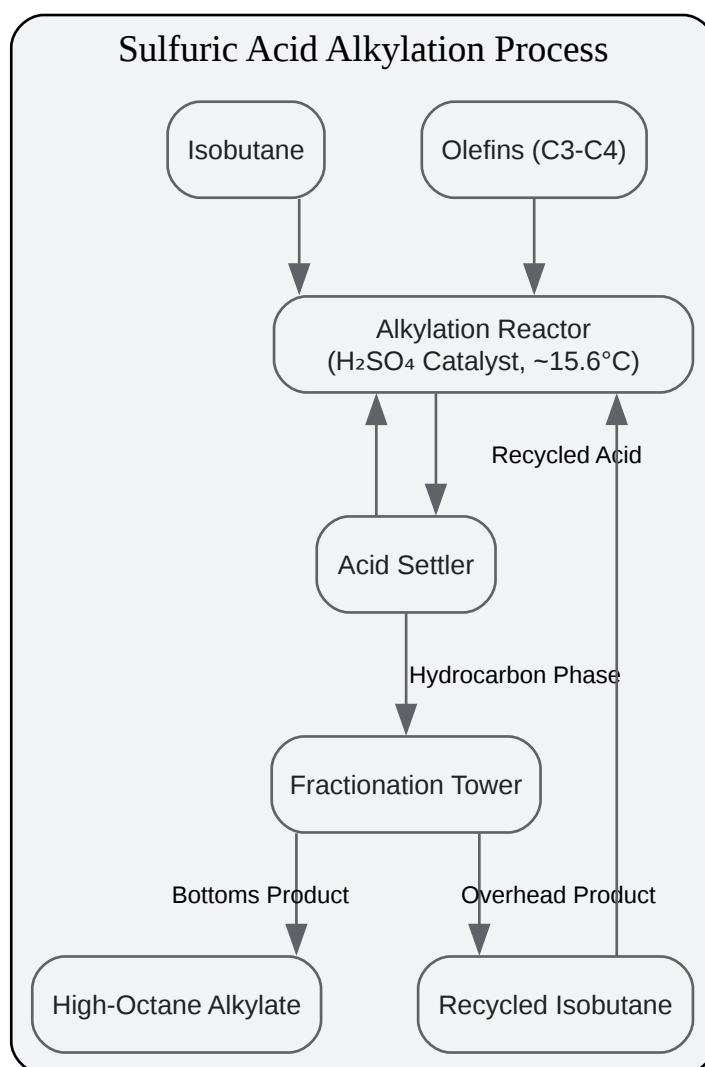 Sulfuric Acid Alkylation Process
Isobutane
Olefins (C3-C4)
Alkylation Reactor
(H₂SO₄ Catalyst, ~15.6°C)
Recycled Acid
Acid Settler
Hydrocarbon Phase
Fractionation Tower
Bottoms Product
Overhead Product
High-Octane Alkylate
Recycled Isobutane